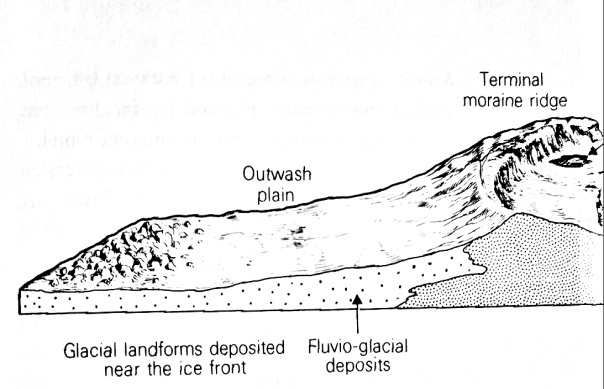 Terminal
moraine ridge
Outwash
plain
Glacial landforms deposited
near the ice front
Fluvio-glacial
deposits